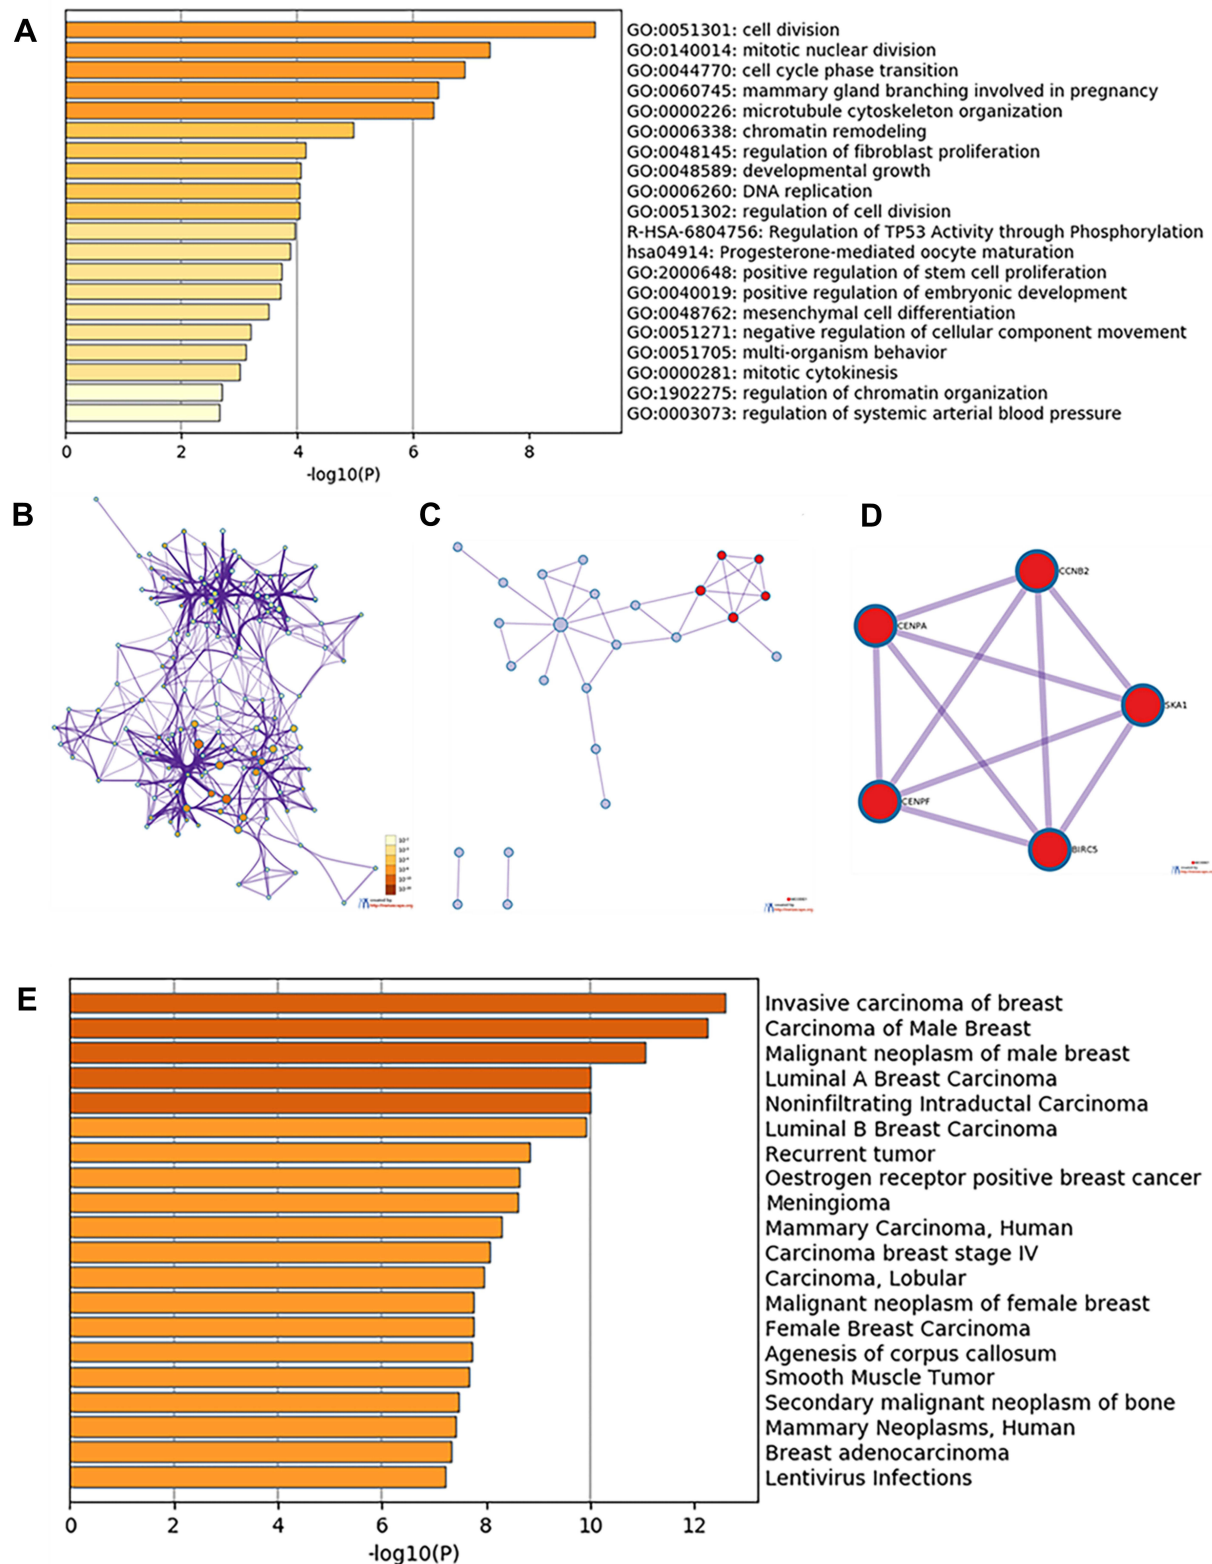 A
GO:0051301: cell division
GO:0140014: mitotic nuclear division
GO:0044770: cell cycle phase transition
GO:0060745: mammary gland branching involved in pregnancy
GO:0000226: microtubule cytoskeleton organization
GO:0006338: chromatin remodeling
GO:0048145: regulation of fibroblast proliferation
GO:0048589: developmental growth
GO:0006260: DNA replication
GO:0051302: regulation of cell division
R-HSA-6804756: Regulation of TP53 Activity through Phosphorylation
hsa04914: Progesterone-mediated oocyte maturation
GO:2000648: positive regulation of stem cell proliferation
GO:0040019: positive regulation of embryonic development
GO:0048762: mesenchymal cell differentiation
GO:0051271: negative regulation of cellular component movement
GO:0051705: multi-organism behavior
GO:0000281: mitotic cytokinesis
GO:1902275: regulation of chromatin organization
GO:0003073: regulation of systemic arterial blood pressure
0 2 4 6 8
-log10(P)
B
C
D
CCNB2
CENPA
SKA1
CENPF
BIRC5
E
Invasive carcinoma of breast
Carcinoma of Male Breast
Malignant neoplasm of male breast
Luminal A Breast Carcinoma
Noninfiltrating Intraductal Carcinoma
Luminal B Breast Carcinoma
Recurrent tumor
Oestrogen receptor positive breast cancer
Meningioma
Mammary Carcinoma, Human
Carcinoma breast stage IV
Carcinoma, Lobular
Malignant neoplasm of female breast
Female Breast Carcinoma
Agenesis of corpus callosum
Smooth Muscle Tumor
Secondary malignant neoplasm of bone
Mammary Neoplasms, Human
Breast adenocarcinoma
Lentivirus Infections
0 2 4 6 8 10 12
-log10(P)